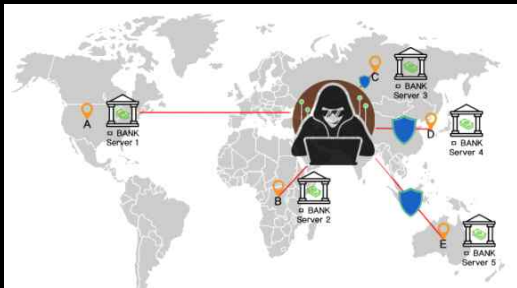 C
¤ BANK
Server 3
A
¤ BANK
Server 1
D
¤ BANK
Server 4
B
¤ BANK
Server 2
E
¤ BANK
Server 5